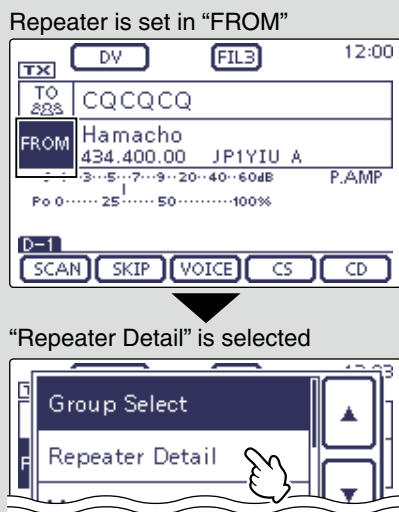 Repeater is set in “FROM”
DV FIL3 12:00
TX
TO CQCQCQ
FROM Hamacho
434.400.00 JP1YIU A
3···5···7···9··20··40··60dB P.AMP
Po 0······25······50··········100%
D-1
SCAN SKIP VOICE CS CD
“Repeater Detail” is selected
Group Select
Repeater Detail